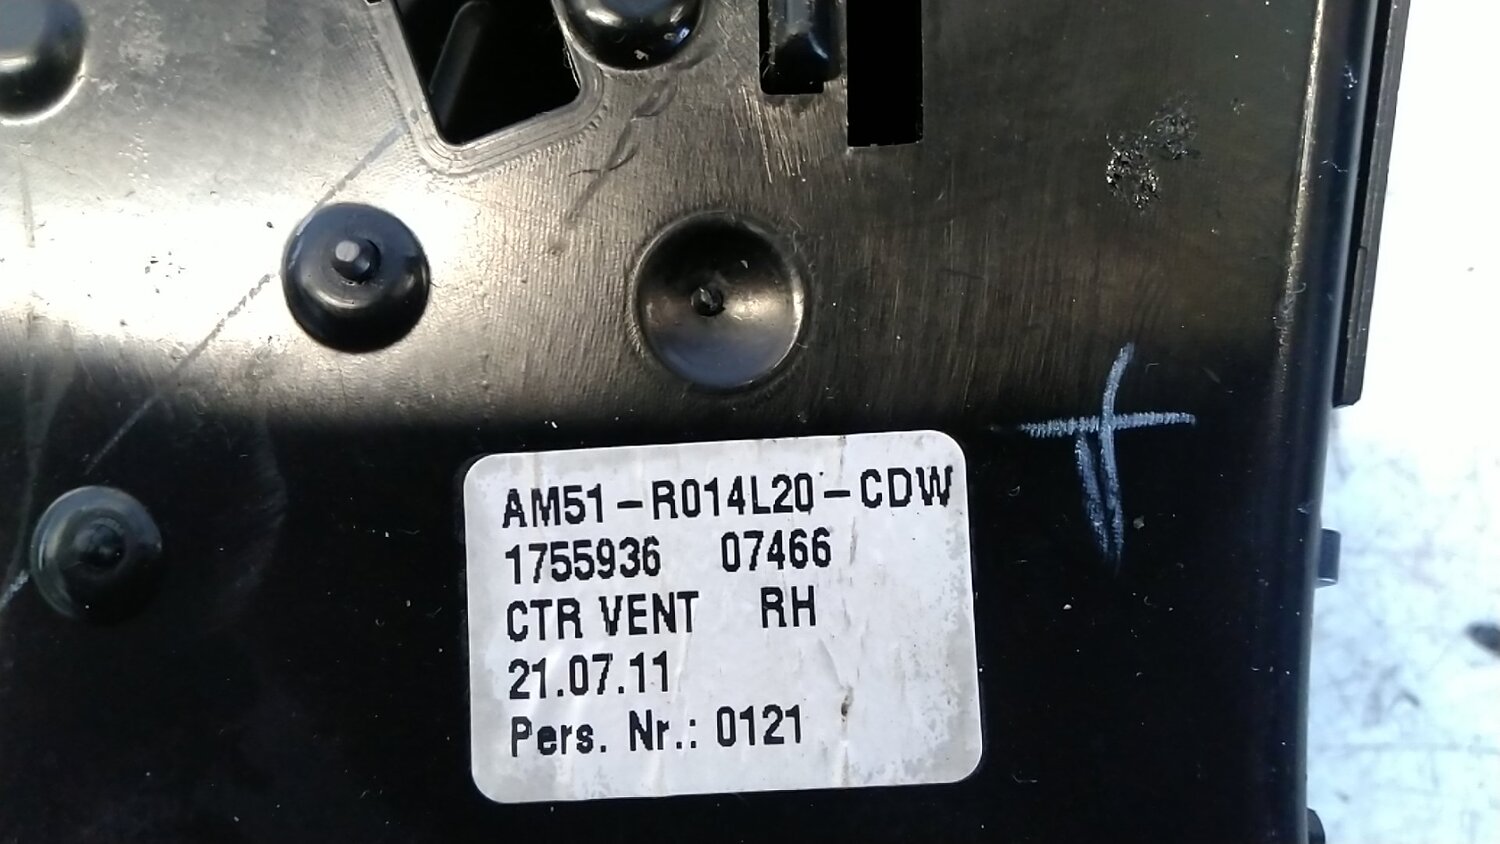 AM51-R014L20-CDW
1755936 07466
CTR VENT RH
21.07.11
Pers. Nr.: 0121